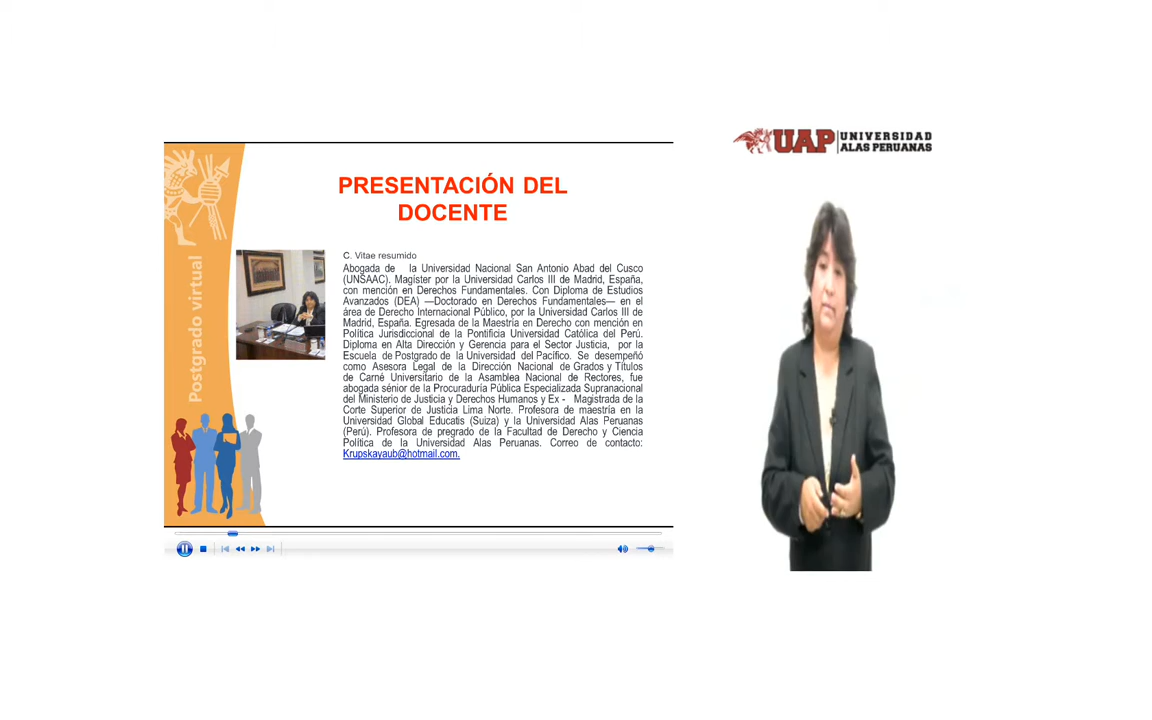 UAP UNIVERSIDAD
ALAS PERUANAS
PRESENTACIÓN DEL
DOCENTE
Postgrado virtual
C. Vitae resumido
Abogada de la Universidad Nacional San Antonio Abad del Cusco
(UNSAAC). Magíster por la Universidad Carlos III de Madrid, España,
con mención en Derechos Fundamentales. Con Diploma de Estudios
Avanzados (DEA) —Doctorado en Derechos Fundamentales— en el
área de Derecho Internacional Público, por la Universidad Carlos III de
Madrid, España. Egresada de la Maestría en Derecho con mención en
Política Jurisdiccional de la Pontificia Universidad Católica del Perú.
Diploma en Alta Dirección y Gerencia para el Sector Justicia, por la
Escuela de Postgrado de la Universidad del Pacífico. Se desempeñó
como Asesora Legal de la Dirección Nacional de Grados y Títulos
de Carné Universitario de la Asamblea Nacional de Rectores, fue
abogada sénior de la Procuraduría Pública Especializada Supranacional
del Ministerio de Justicia y Derechos Humanos y Ex - Magistrada de la
Corte Superior de Justicia Lima Norte. Profesora de maestría en la
Universidad Global Educatis (Suiza) y la Universidad Alas Peruanas
(Perú). Profesora de pregrado de la Facultad de Derecho y Ciencia
Política de la Universidad Alas Peruanas. Correo de contacto:
Krupskayaub@hotmail.com.